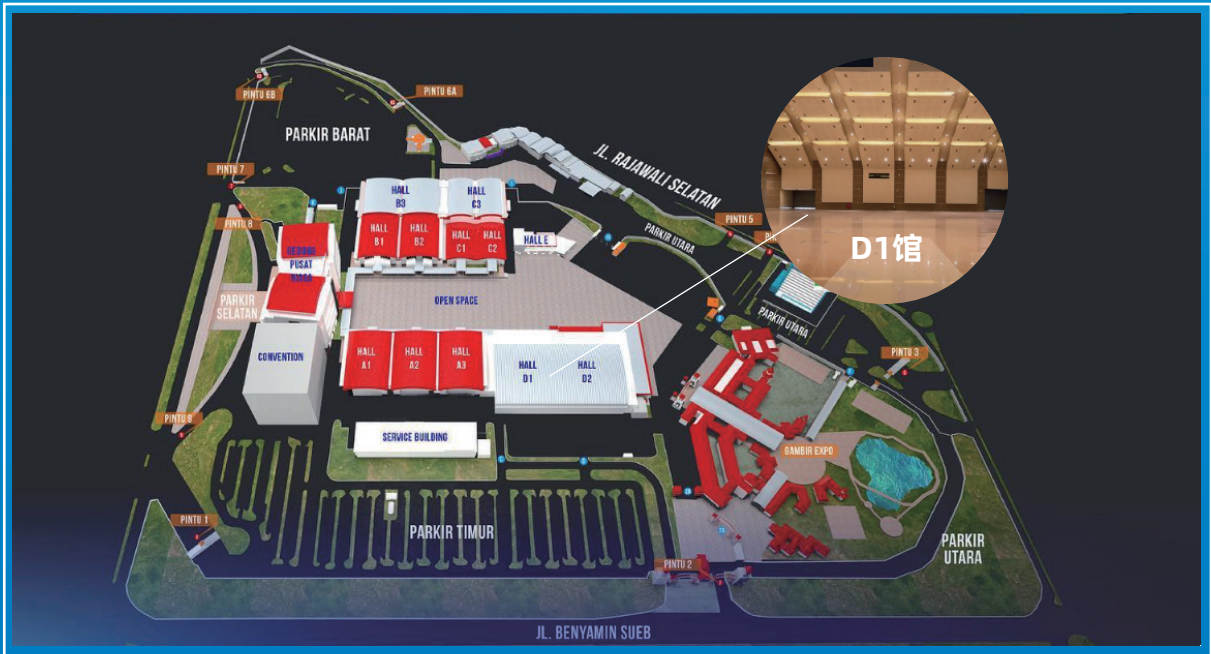 PINTU 6B
PINTU 6A
PARKIR BARAT
JL. RAJAWALI SELATAN
PINTU 7
HALL
B3
HALL
C3
PINTU 8
HALL
B1
HALL
B2
HALL
C1
HALL
C2
HALL E
PARKIR UTARA
PINTU 5
D1馆
PUSAT
PARKIR
SELATAN
OPEN SPACE
PARKIR UTARA
CONVENTION
HALL
A1
HALL
A2
HALL
A3
HALL
D1
HALL
D2
PINTU 3
PINTU 9
SERVICE BUILDING
GAMBIR EXPO
PINTU 1
PARKIR TIMUR
PARKIR
UTARA
PINTU 2
JL. BENYAMIN SUEB